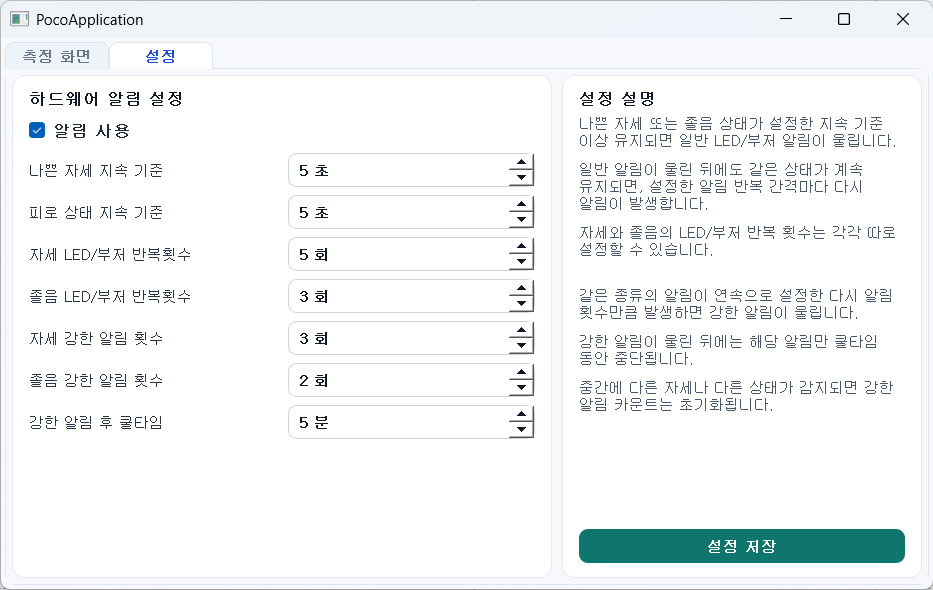 PocoApplication
측정 화면
설정
하드웨어 알림 설정
알림 사용
나쁜 자세 지속 기준
5 초
피로 상태 지속 기준
5 초
자세 LED/부저 반복횟수
5 회
졸음 LED/부저 반복횟수
3 회
자세 강한 알림 횟수
3 회
졸음 강한 알림 횟수
2 회
강한 알림 후 쿨타임
5 분
설정 설명
나쁜 자세 또는 졸음 상태가 설정한 지속 기준
이상 유지되면 일반 LED/부저 알림이 울립니다.
일반 알림이 울린 뒤에도 같은 상태가 계속
유지되면, 설정한 알림 반복 간격마다 다시
알림이 발생합니다.
자세와 졸음의 LED/부저 반복 횟수는 각각 따로
설정할 수 있습니다.
같은 종류의 알림이 연속으로 설정한 다시 알림
횟수만큼 발생하면 강한 알림이 울립니다.
강한 알림이 울린 뒤에는 해당 알림만 쿨타임
동안 중단됩니다.
중간에 다른 자세나 다른 상태가 감지되면 강한
알림 카운트는 초기화됩니다.
설정 저장